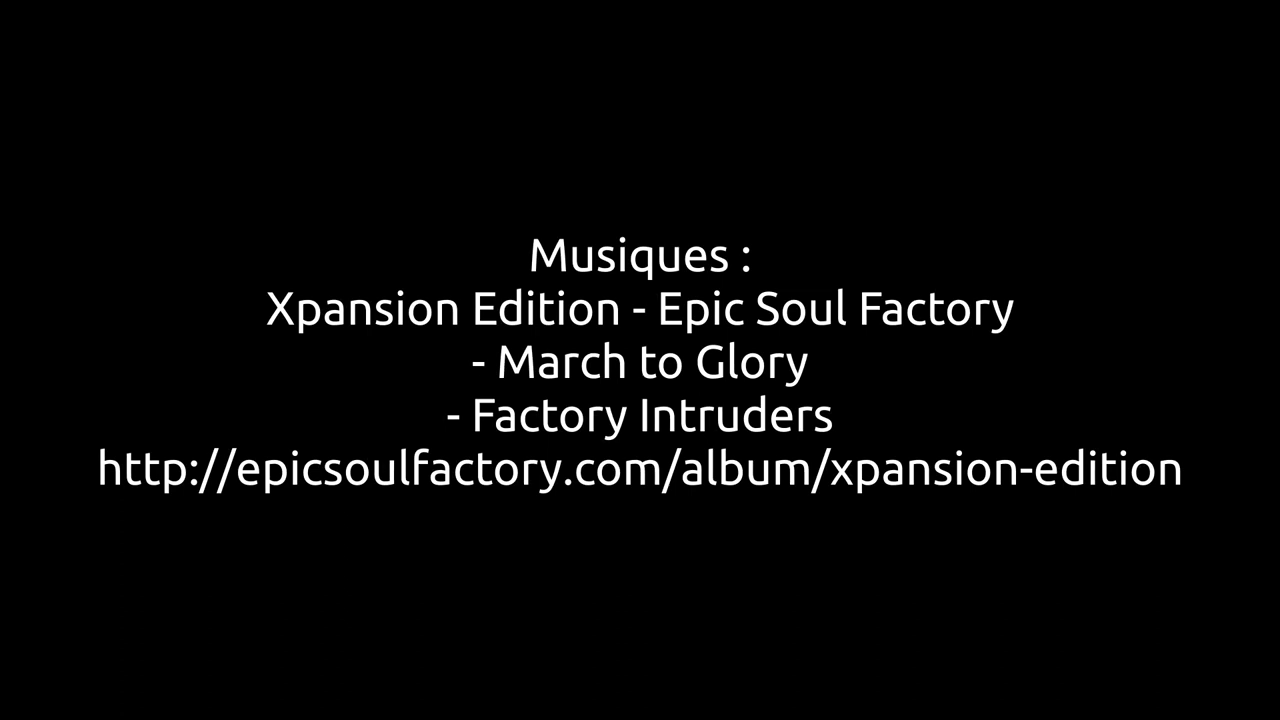 Musiques :
Xpansion Edition - Epic Soul Factory
- March to Glory
- Factory Intruders
http://epicsoulfactory.com/album/xpansion-edition